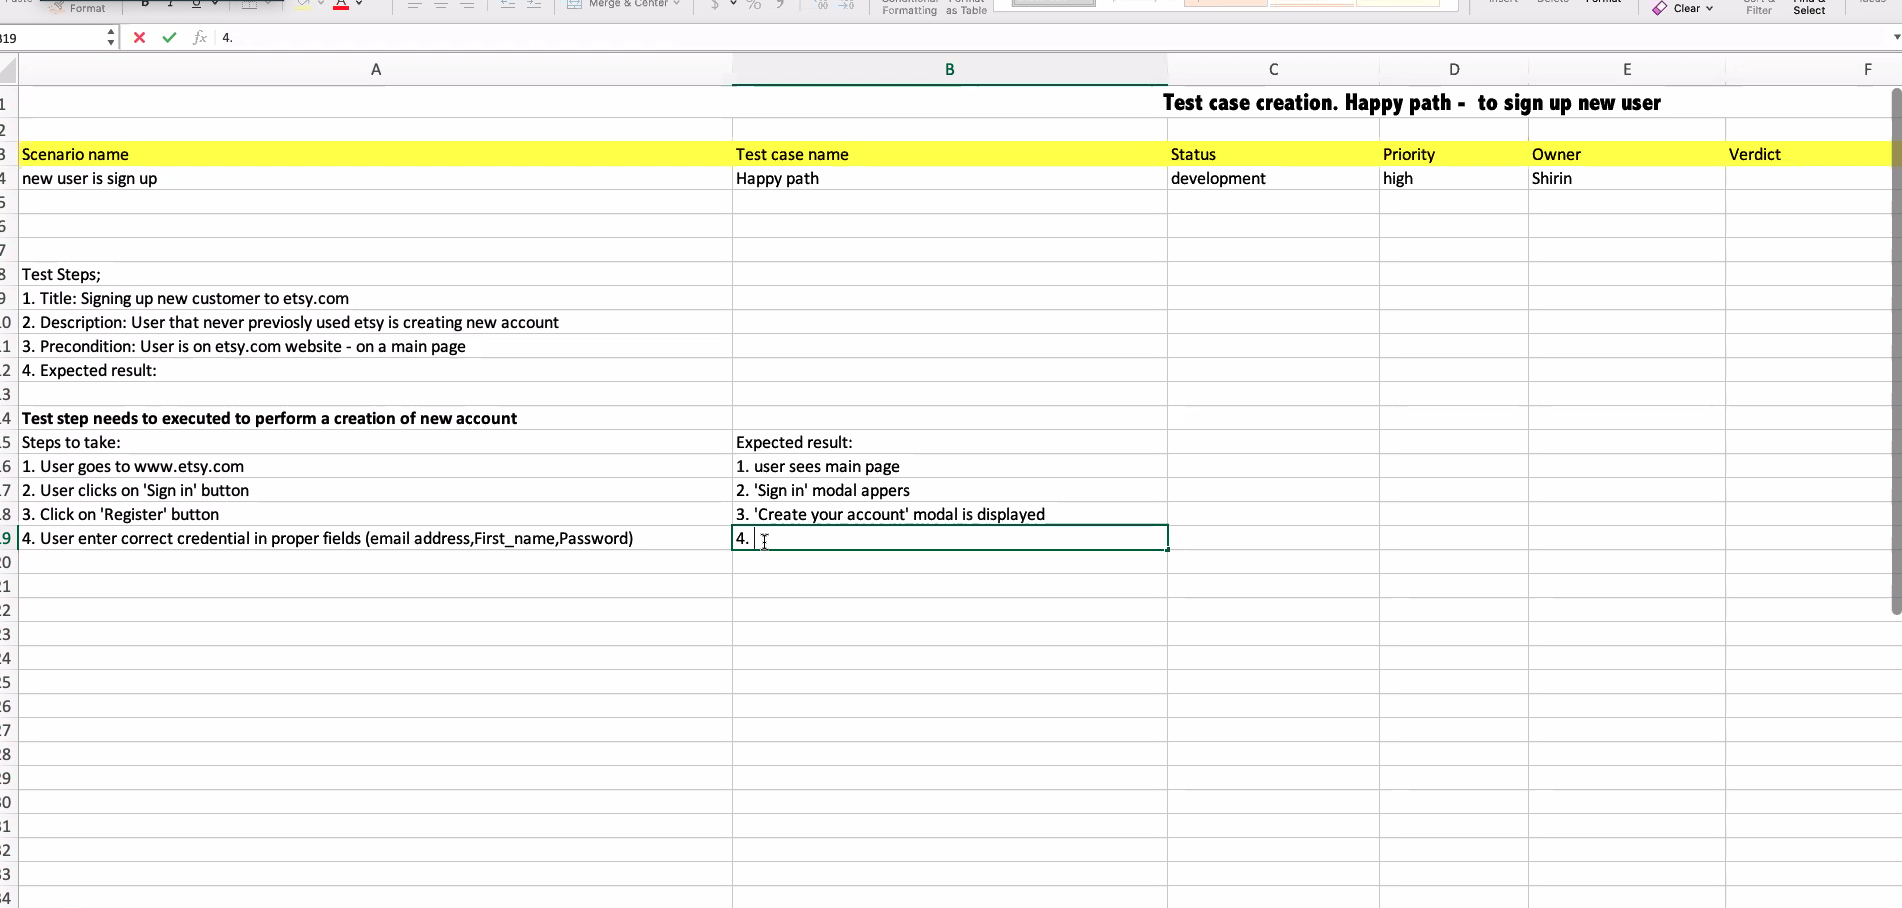 Format
Merge & Center
Conditional Format
Formatting as Table
Insert Delete Format
Clear
Sort & Find &
Filter Select
Ideas
B19
fx 4.
A B C D E F
1 Test case creation. Happy path - to sign up new user
2
3 Scenario name Test case name Status Priority Owner Verdict
4 new user is sign up Happy path development high Shirin
5
6
7
8 Test Steps;
9 1. Title: Signing up new customer to etsy.com
10 2. Description: User that never previosly used etsy is creating new account
11 3. Precondition: User is on etsy.com website - on a main page
12 4. Expected result:
13
14 Test step needs to executed to perform a creation of new account
15 Steps to take: Expected result:
16 1. User goes to www.etsy.com 1. user sees main page
17 2. User clicks on 'Sign in' button 2. 'Sign in' modal appers
18 3. Click on 'Register' button 3. 'Create your account' modal is displayed
19 4. User enter correct credential in proper fields (email address,First_name,Password) 4.
20
21
22
23
24
25
26
27
28
29
30
31
32
33
34